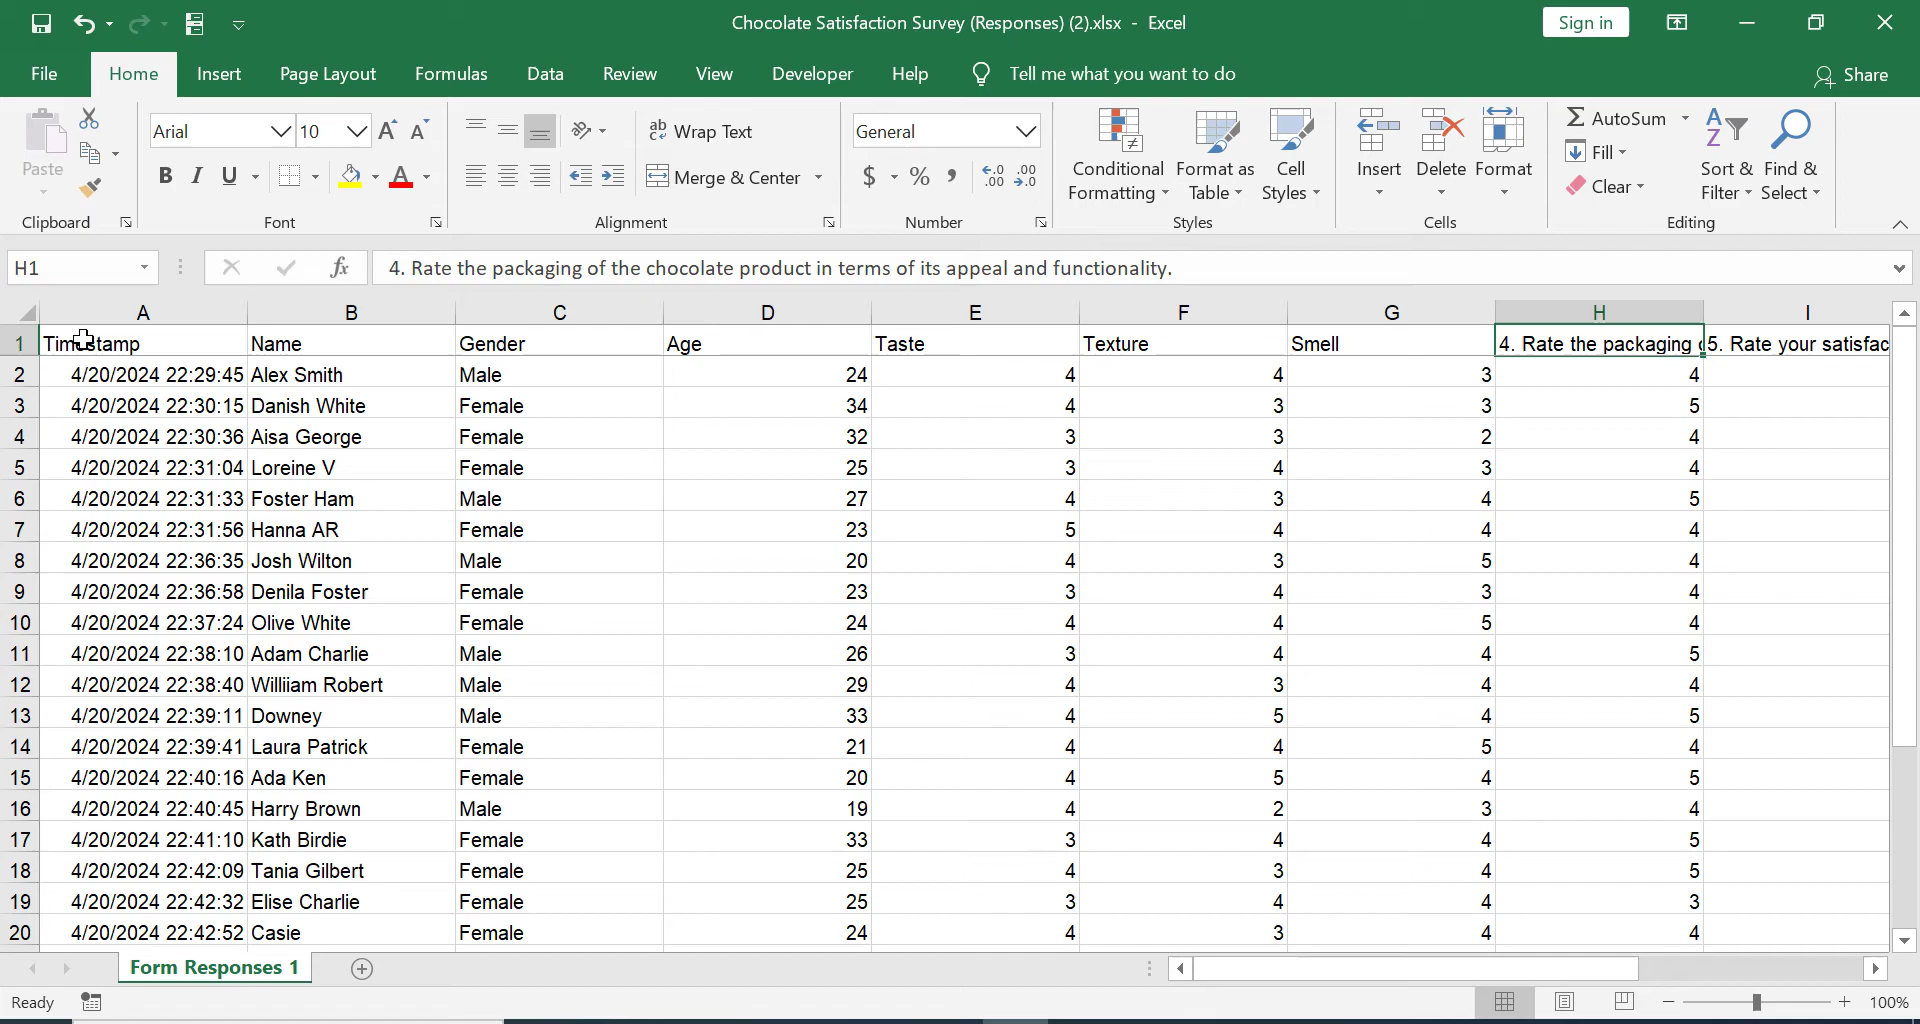 Chocolate Satisfaction Survey (Responses) (2).xlsx - Excel
Sign in
File Home Insert Page Layout Formulas Data Review View Developer Help Tell me what you want to do Share
Paste
Clipboard
Arial 10
B I U
Font
Wrap Text
Merge & Center
Alignment
General
$ % ,
Number
Conditional Formatting
Format as Table
Cell Styles
Styles
Insert Delete Format
Cells
AutoSum
Fill
Clear
Sort & Filter
Find & Select
Editing
H1 fx 4. Rate the packaging of the chocolate product in terms of its appeal and functionality.
A B C D E F G H I
1 Timestamp Name Gender Age Taste Texture Smell 4. Rate the packaging 5. Rate your satisfac
2 4/20/2024 22:29:45 Alex Smith Male 24 4 4 3 4
3 4/20/2024 22:30:15 Danish White Female 34 4 3 3 5
4 4/20/2024 22:30:36 Aisa George Female 32 3 3 2 4
5 4/20/2024 22:31:04 Loreine V Female 25 3 4 3 4
6 4/20/2024 22:31:33 Foster Ham Male 27 4 3 4 5
7 4/20/2024 22:31:56 Hanna AR Female 23 5 4 4 4
8 4/20/2024 22:36:35 Josh Wilton Male 20 4 3 5 4
9 4/20/2024 22:36:58 Denila Foster Female 23 3 4 3 4
10 4/20/2024 22:37:24 Olive White Female 24 4 4 5 4
11 4/20/2024 22:38:10 Adam Charlie Male 26 3 4 4 5
12 4/20/2024 22:38:40 Williiam Robert Male 29 4 3 4 4
13 4/20/2024 22:39:11 Downey Male 33 4 5 4 5
14 4/20/2024 22:39:41 Laura Patrick Female 21 4 4 5 4
15 4/20/2024 22:40:16 Ada Ken Female 20 4 5 4 5
16 4/20/2024 22:40:45 Harry Brown Male 19 4 2 3 4
17 4/20/2024 22:41:10 Kath Birdie Female 33 3 4 4 5
18 4/20/2024 22:42:09 Tania Gilbert Female 25 4 3 4 5
19 4/20/2024 22:42:32 Elise Charlie Female 25 3 4 4 3
20 4/20/2024 22:42:52 Casie Female 24 4 3 4 4
Form Responses 1
Ready 100%